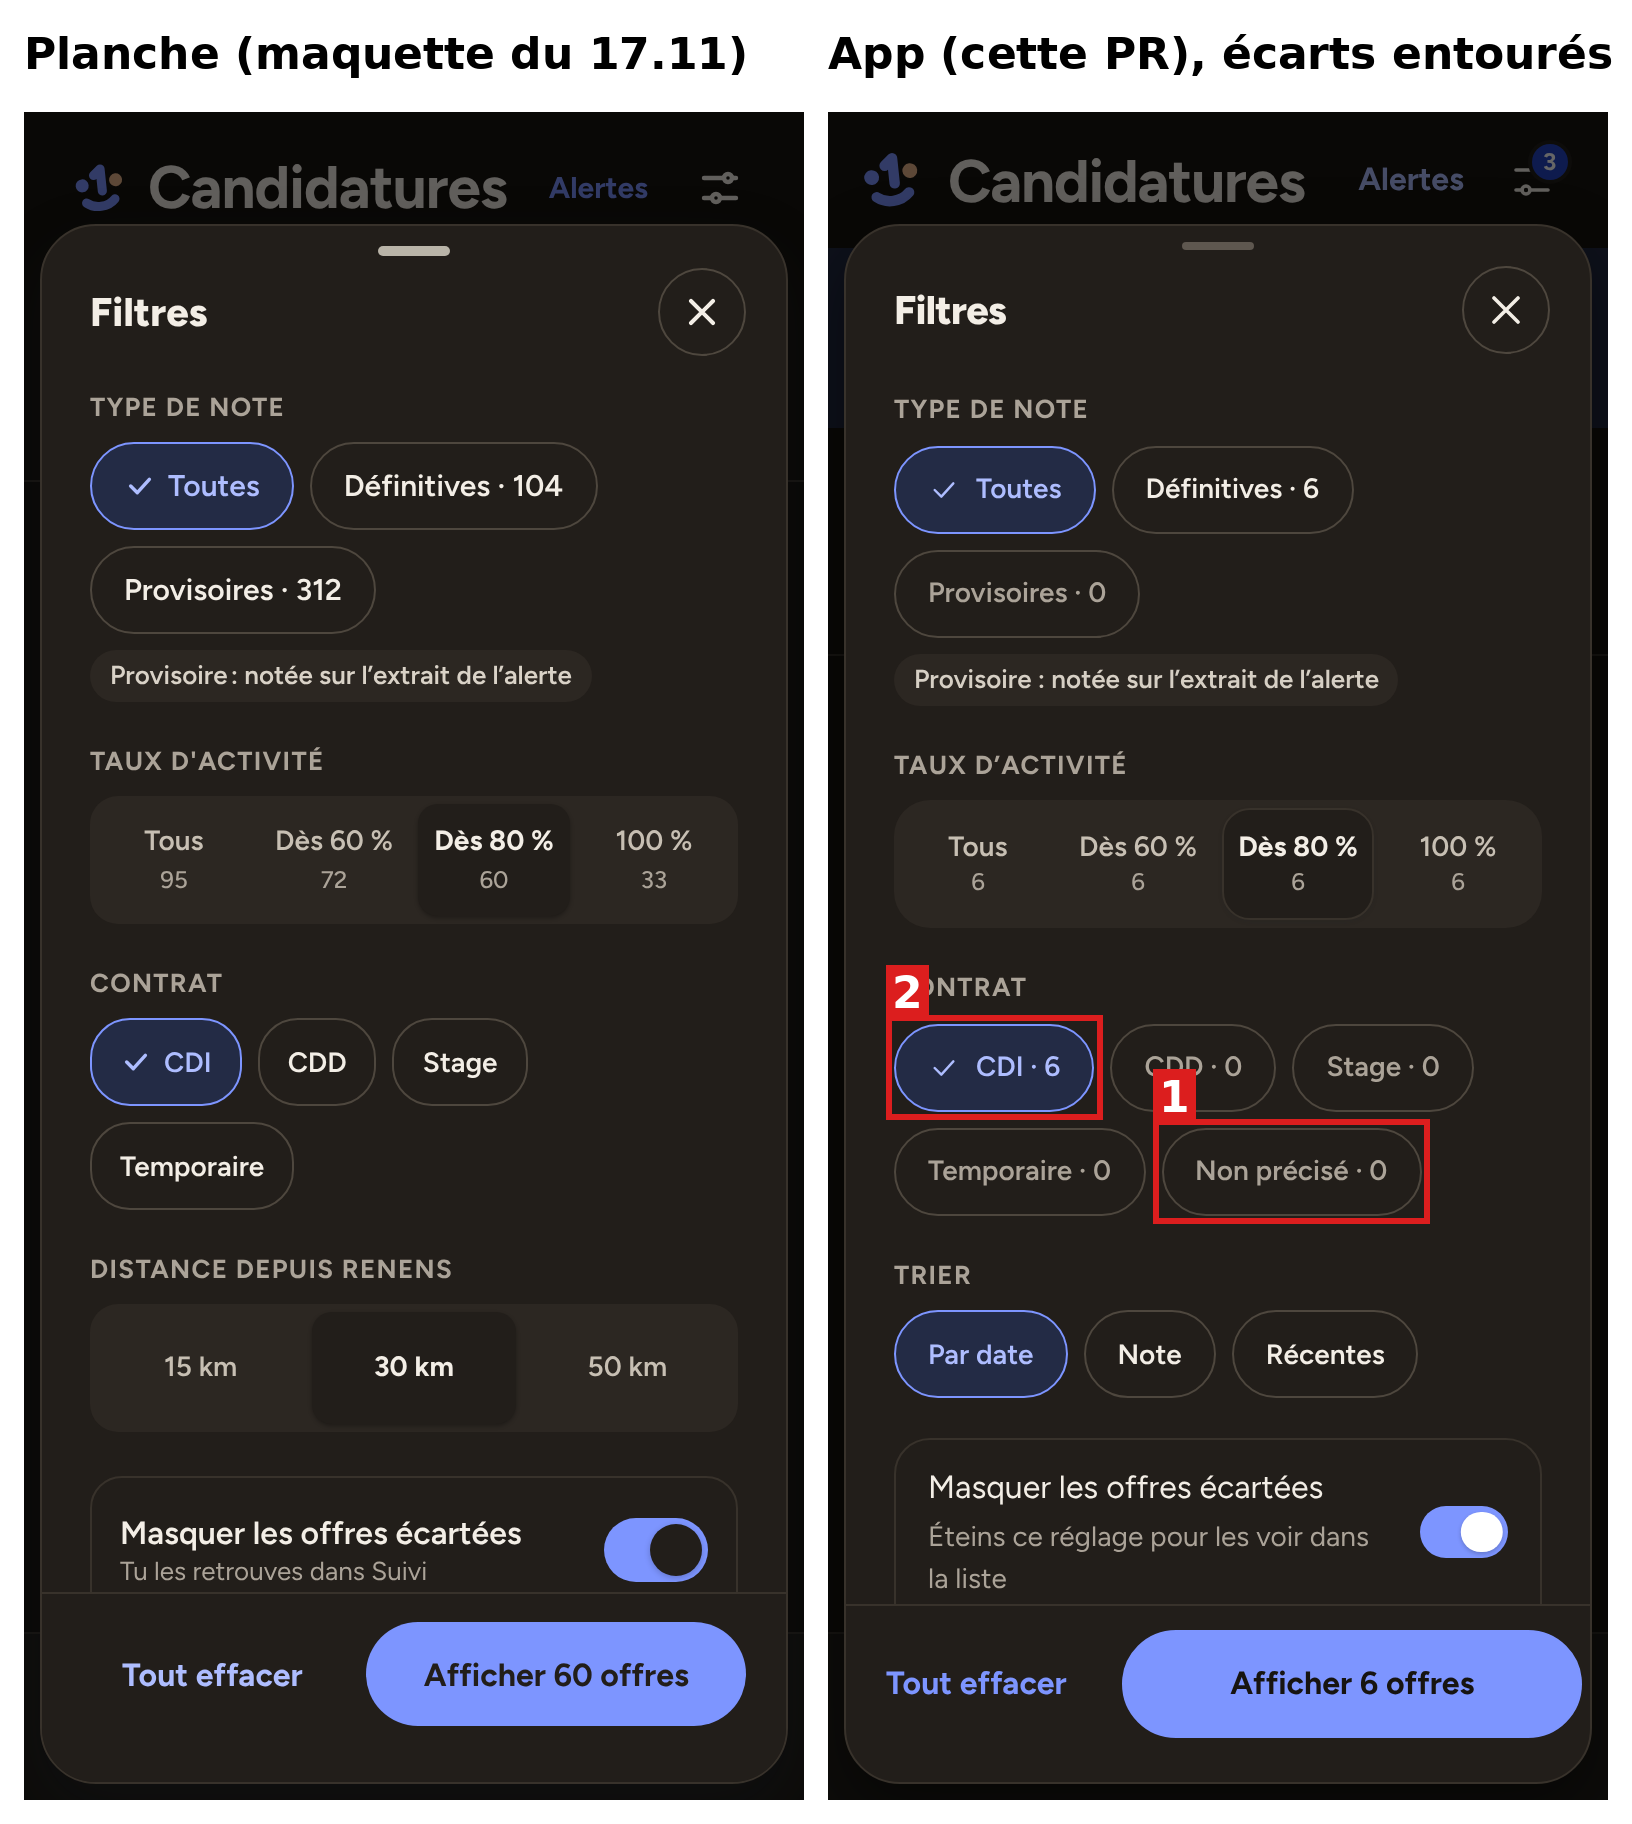 Planche (maquette du 17.11)
Candidatures Alertes
Filtres
TYPE DE NOTE
Toutes
Définitives · 104
Provisoires · 312
Provisoire : notée sur l’extrait de l’alerte
TAUX D'ACTIVITÉ
Tous Dès 60 % Dès 80 % 100 %
95 72 60 33
CONTRAT
CDI CDD Stage
Temporaire
DISTANCE DEPUIS RENENS
15 km 30 km 50 km
Masquer les offres écartées
Tu les retrouves dans Suivi
Tout effacer Afficher 60 offres
App (cette PR), écarts entourés
Candidatures Alertes 3
Filtres
TYPE DE NOTE
Toutes
Définitives · 6
Provisoires · 0
Provisoire : notée sur l’extrait de l’alerte
TAUX D’ACTIVITÉ
Tous Dès 60 % Dès 80 % 100 %
6 6 6 6
2 ONTRAT
CDI · 6 CDD · 0 Stage · 0
1
Temporaire · 0 Non précisé · 0
TRIER
Par date Note Récentes
Masquer les offres écartées
Éteins ce réglage pour les voir dans
la liste
Tout effacer Afficher 6 offres